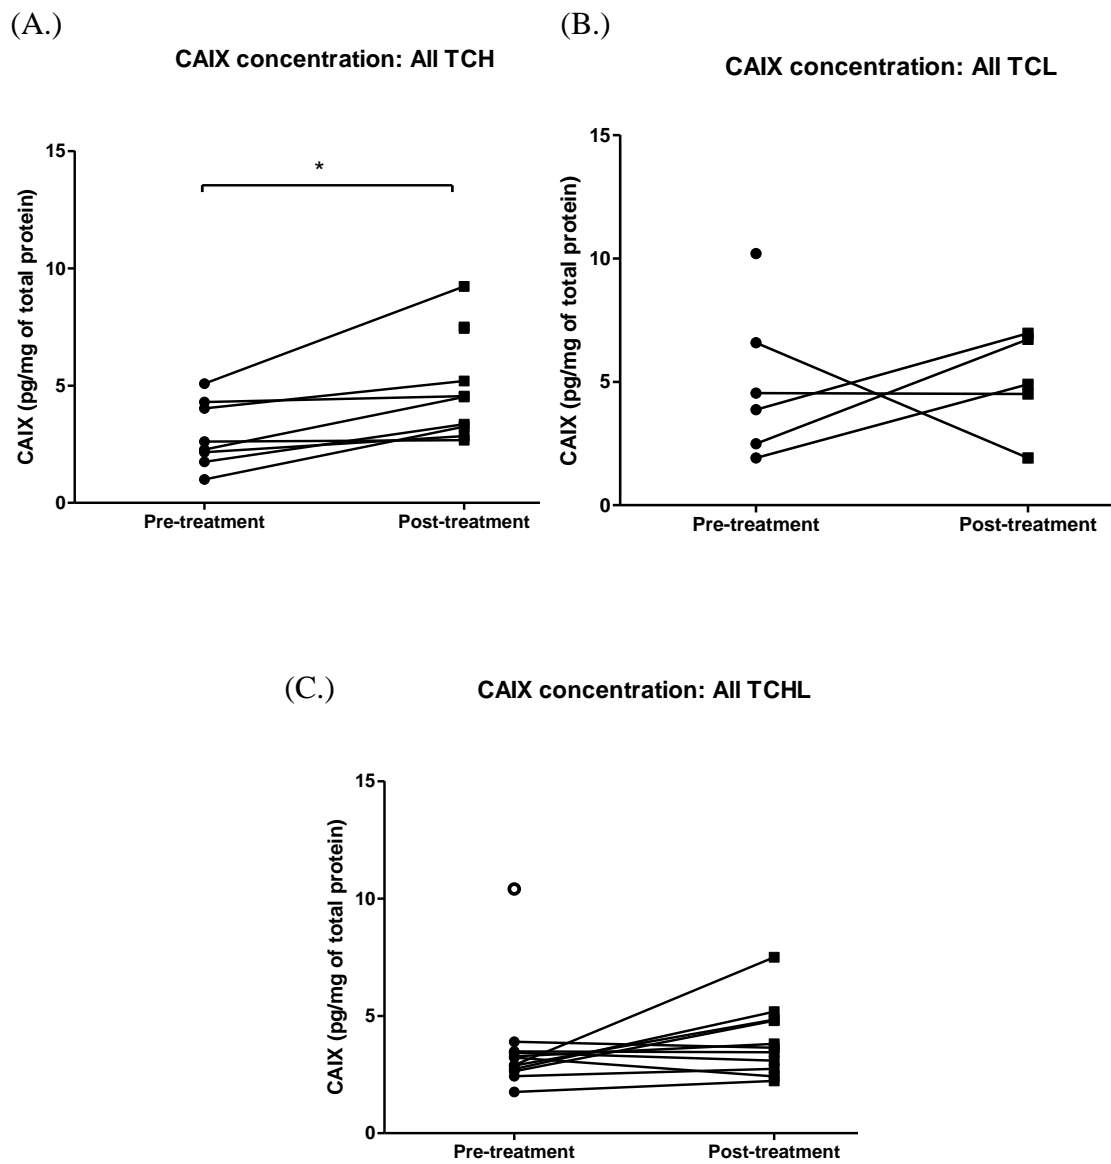 (A.)
CAIX concentration: All TCH
CAIX (pg/mg of total protein)
15
10
5
0
*
Pre-treatment
Post-treatment
(B.)
CAIX concentration: All TCL
CAIX (pg/mg of total protein)
15
10
5
0
Pre-treatment
Post-treatment
(C.)
CAIX concentration: All TCHL
CAIX (pg/mg of total protein)
15
10
5
0
Pre-treatment
Post-treatment